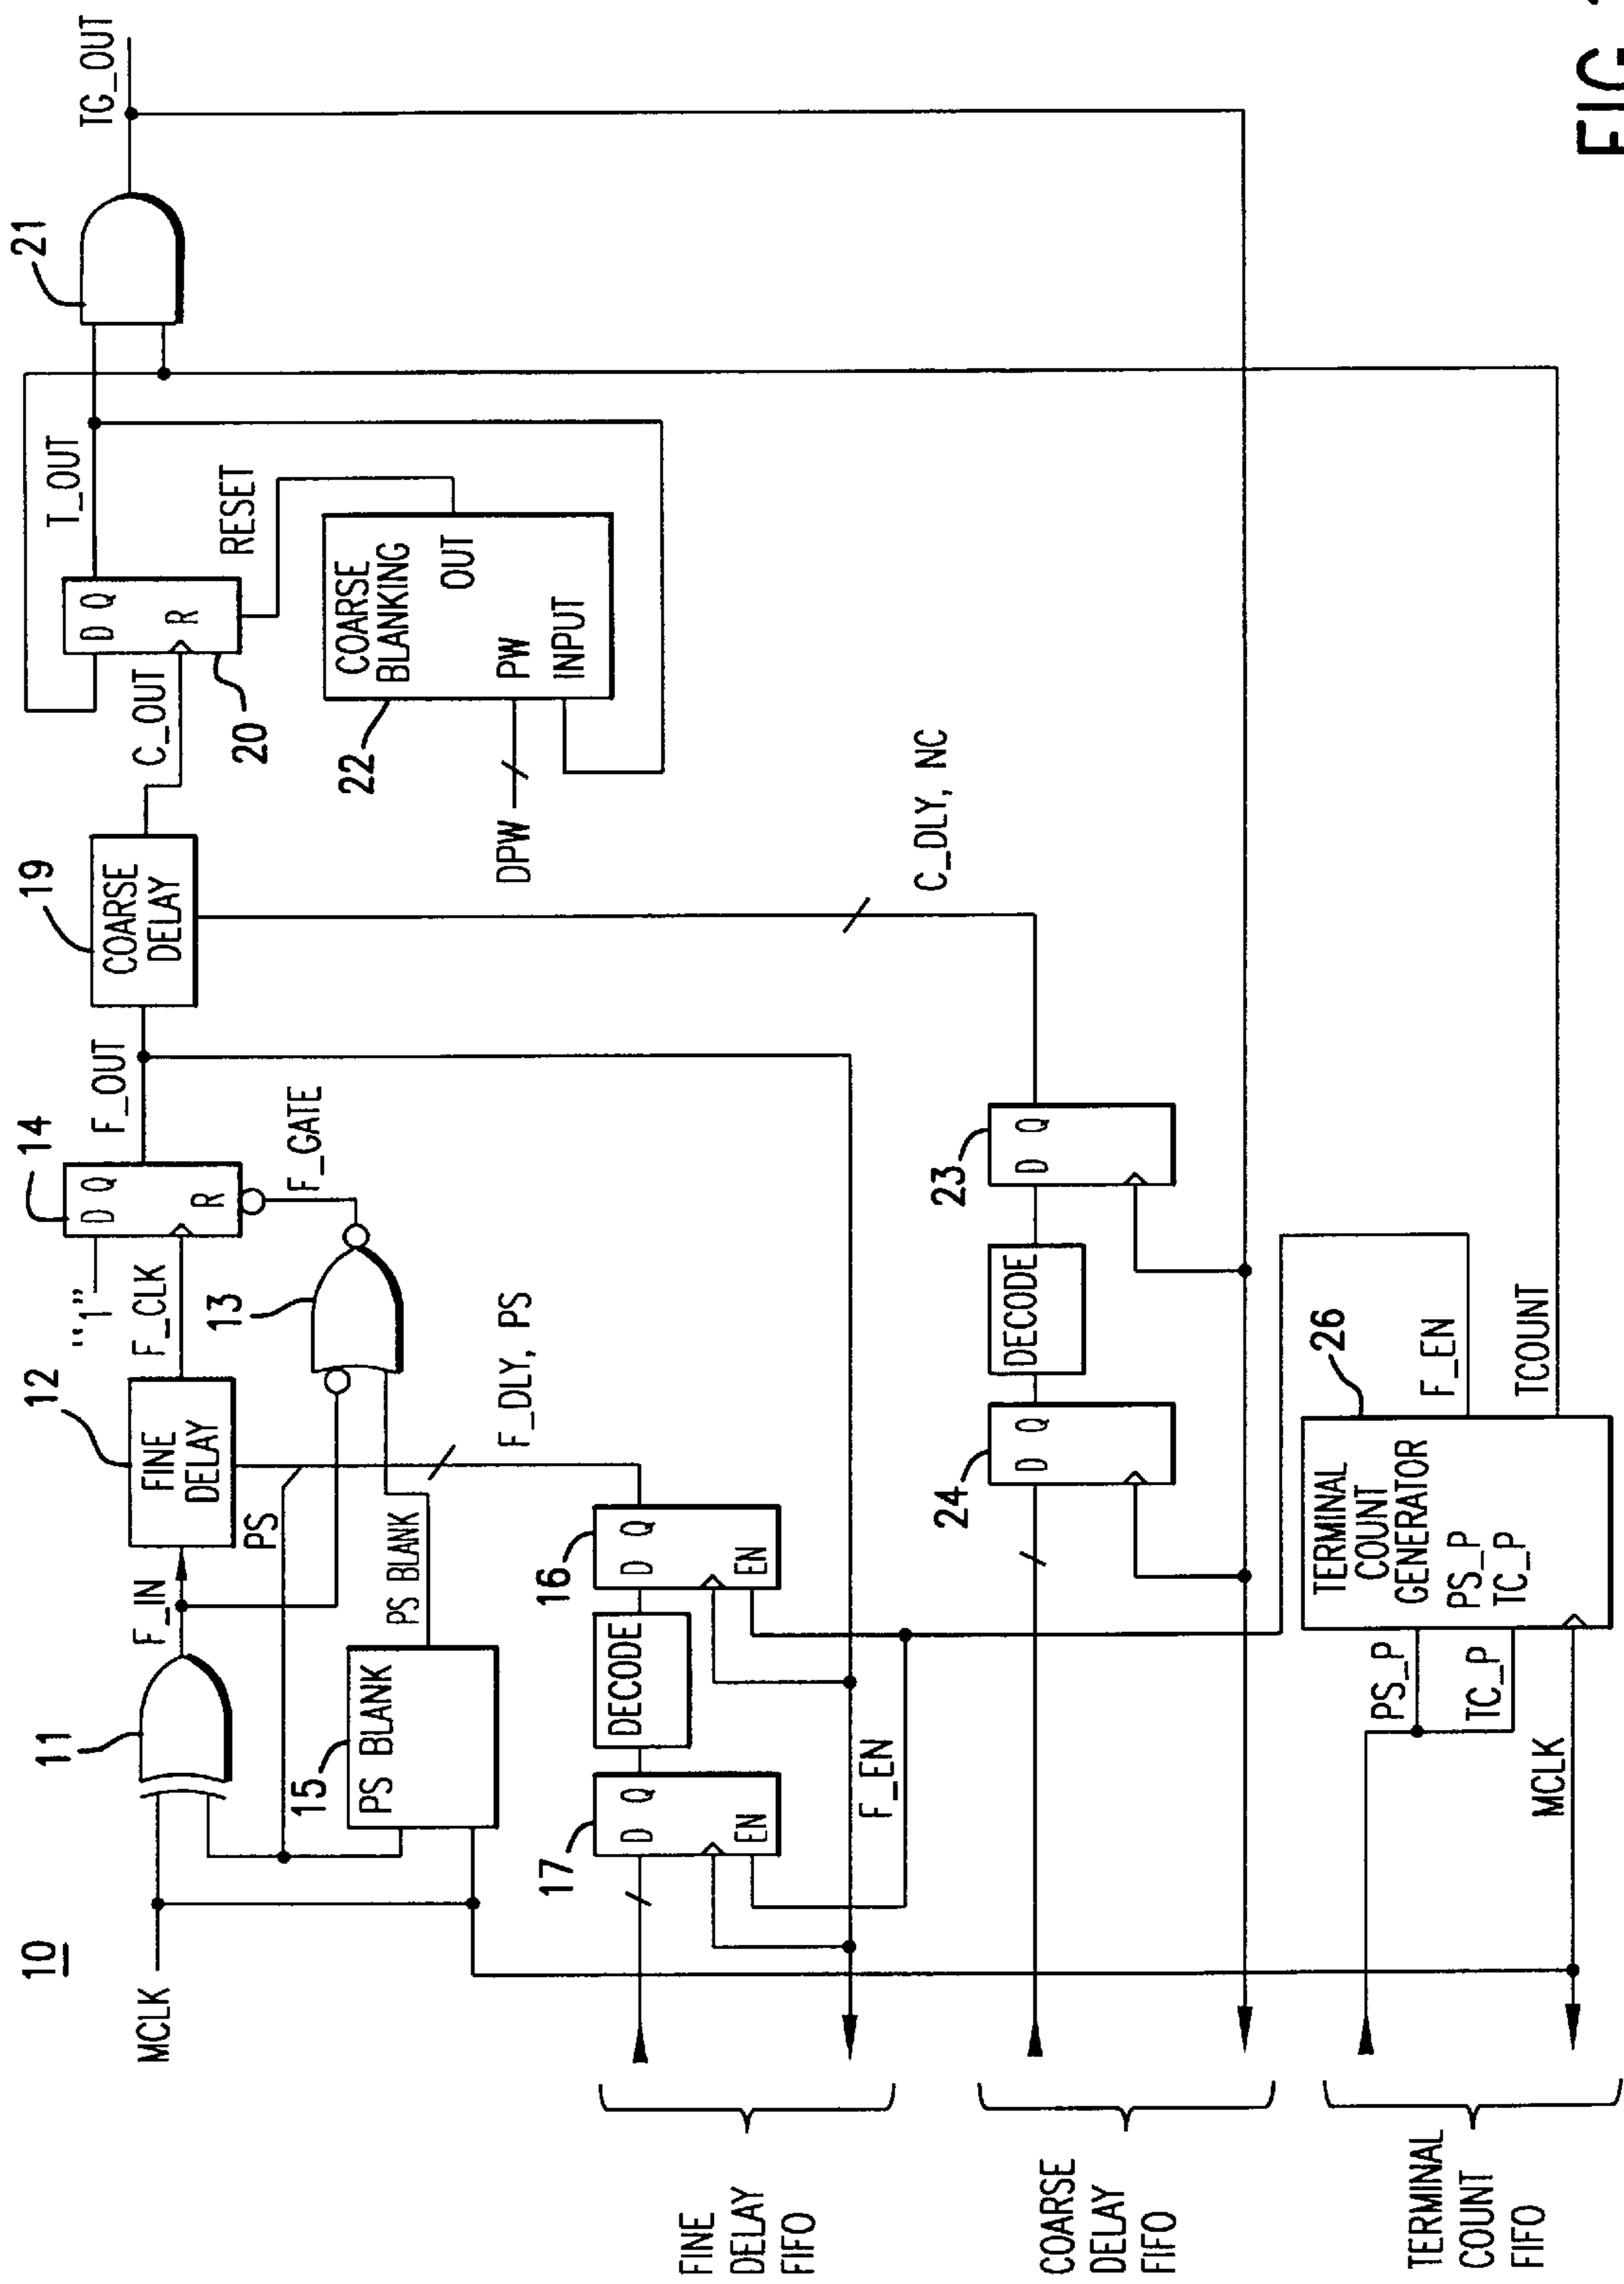 10
MCLK
11
F_IN
12
FINE
DELAY
"1"
F_CLK
14
D Q
R
F_OUT
19
COARSE
DELAY
C_OUT
D Q
R
20
T_OUT
RESET
21
TG_OUT
PS
13
F_GATE
15
PS BLANK
PS BLANK
22
COARSE
BLANKING
OUT
PW
INPUT
DPW
F_DLY, PS
17
D Q
EN
DECODE
16
D Q
EN
F_EN
C_DLY, NC
24
D Q
DECODE
23
D Q
26
TERMINAL
COUNT
GENERATOR
PS_P
TC_P
PS_P
TC_P
MCLK
F_EN
TCOUNT
FINE
DELAY
FIFO
COARSE
DELAY
FIFO
TERMINAL
COUNT
FIFO
FIG